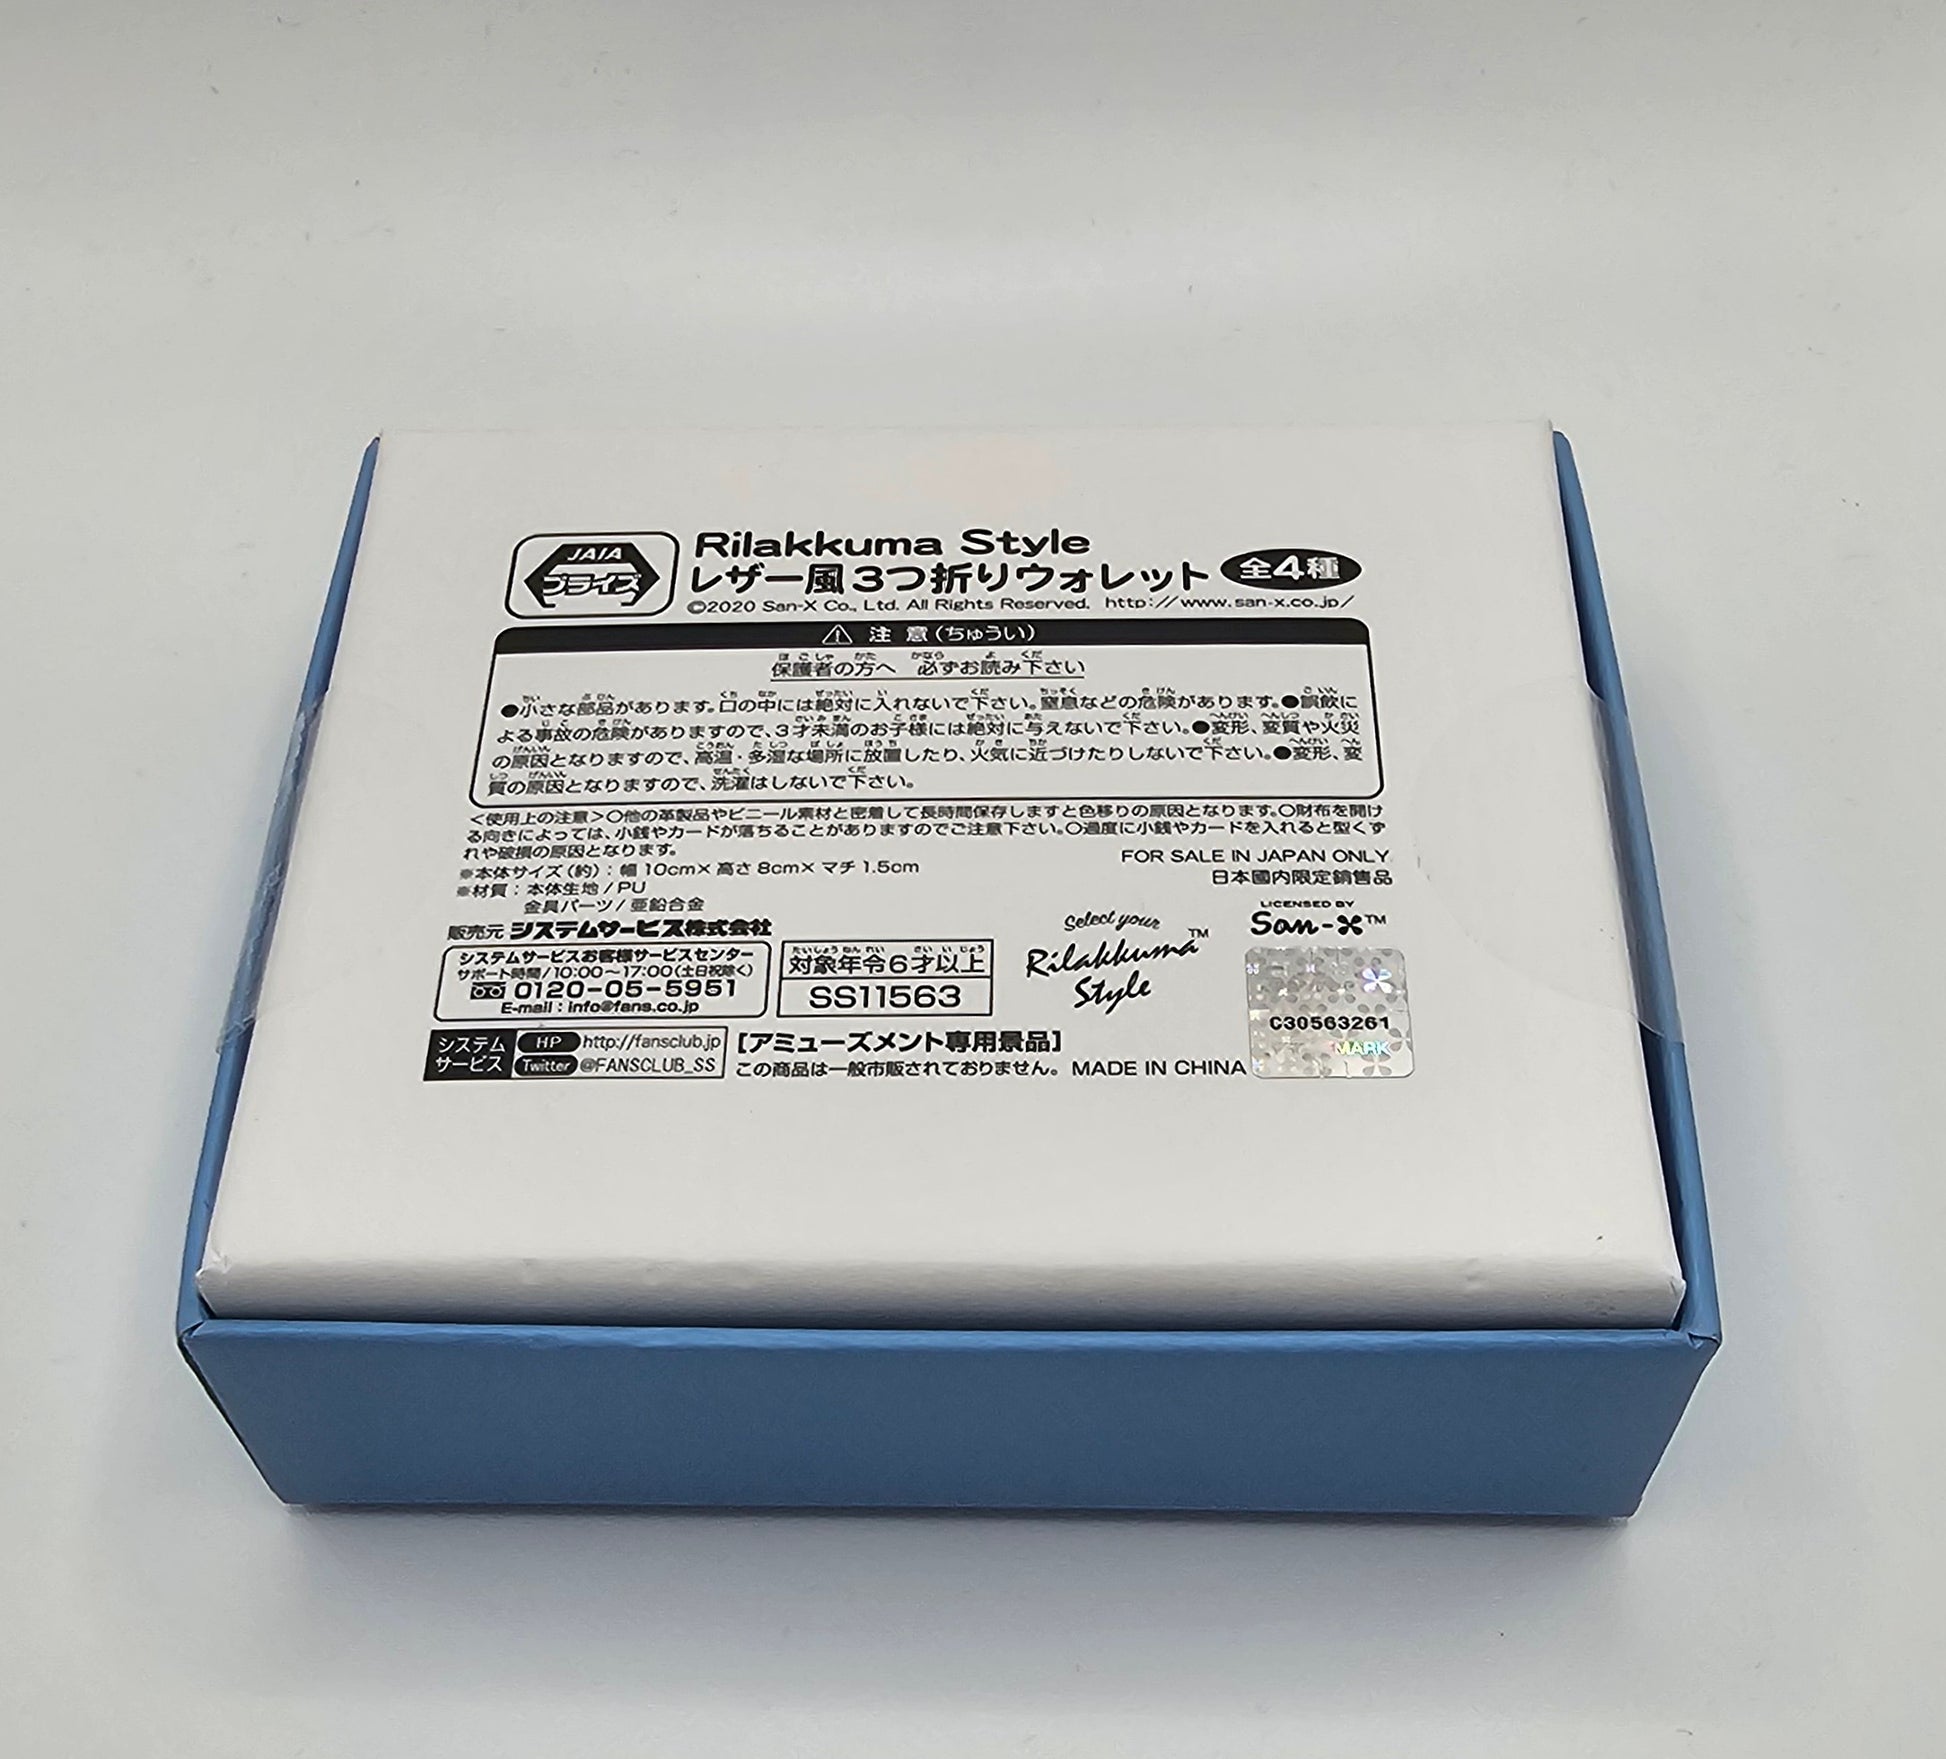 JAIA
プライズ
Rilakkuma Style
レザー風3つ折りウォレット 全4種
©2020 San-X Co., Ltd. All Rights Reserved. http://www.san-x.co.jp/
⚠ 注意(ちゅうい)
保護者の方へ 必ずお読み下さい
●小さな部品があります。口の中には絶対に入れないで下さい。窒息などの危険があります。●誤飲に
よる事故の危険がありますので、3才未満のお子様には絶対に与えないで下さい。●変形、変質や火災
の原因となりますので、高温・多湿な場所に放置したり、火気に近づけたりしないで下さい。●変形、変
質の原因となりますので、洗濯はしないで下さい。
<使用上の注意>○他の革製品やビニール素材と密着して長時間保存しますと色移りの原因となります。○財布を開け
る向きによっては、小銭やカードが落ちることがありますのでご注意下さい。○過度に小銭やカードを入れると型くず
れや破損の原因となります。
※本体サイズ(約):幅10cm×高さ8cm×マチ1.5cm
※材質:本体生地/PU
金具パーツ/亜鉛合金
FOR SALE IN JAPAN ONLY
日本國内限定銷售品
販売元 システムサービス株式会社
システムサービスお客様サービスセンター
サポート時間/10:00〜17:00(土日祝除く)
0120-05-5951
E-mail:info@fans.co.jp
対象年令6才以上
SS11563
Select your
Rilakkuma™
Style
LICENSED BY
San-X™
C30563261
MARK
システム
サービス
HP http://fansclub.jp
Twitter @FANSCLUB_SS
[アミューズメント専用景品]
この商品は一般市販されておりません。 MADE IN CHINA